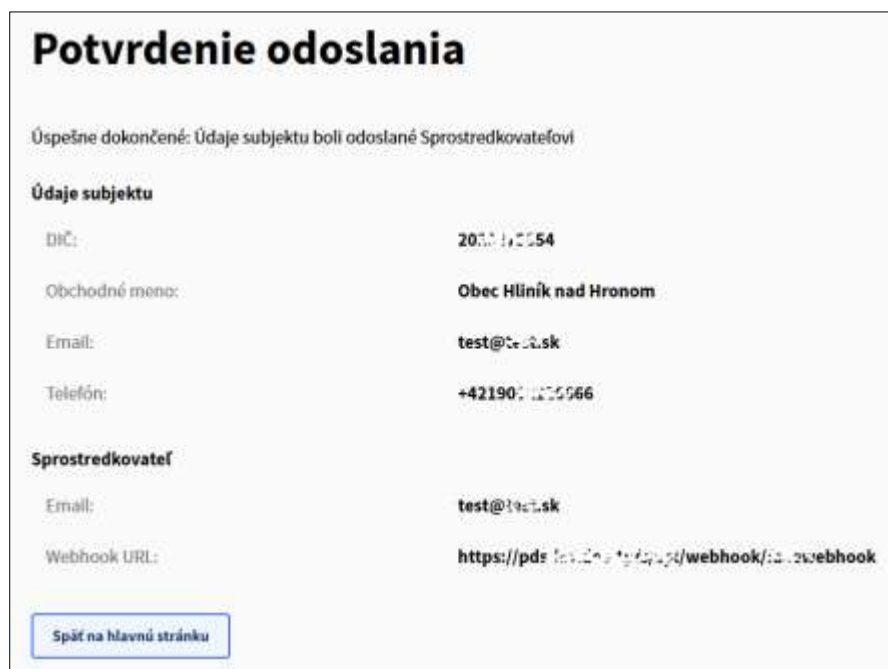 Potvrdenie odoslania
Úspešne dokončené: Údaje subjektu boli odoslané Sprostredkovateľovi
Údaje subjektu
DIČ:
Obchodné meno: Obec Hliník nad Hronom
Email:
Telefón:
Sprostredkovateľ
Email:
Webhook URL:
Späť na hlavnú stránku